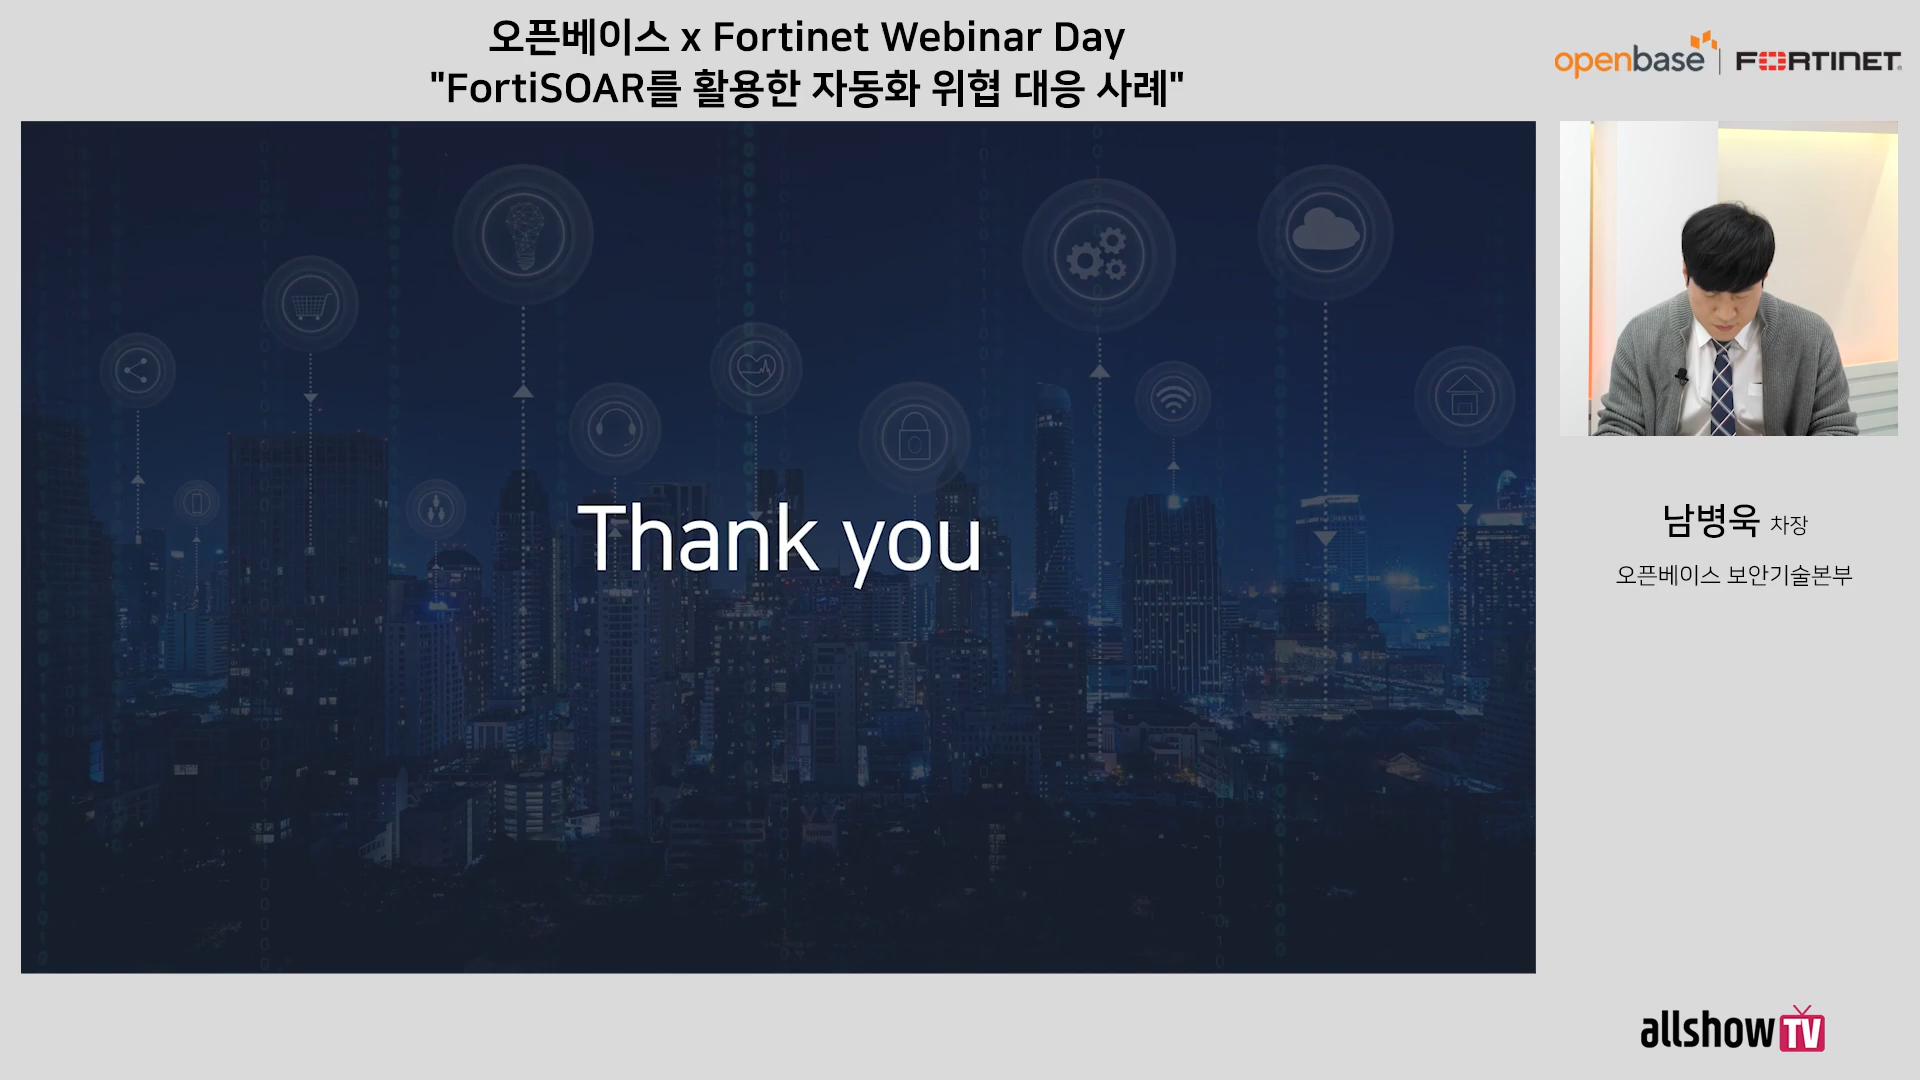 오픈베이스 x Fortinet Webinar Day
"FortiSOAR를 활용한 자동화 위협 대응 사례"
openbase | FORTINET
Thank you
남병욱 차장
오픈베이스 보안기술본부
allshowTV